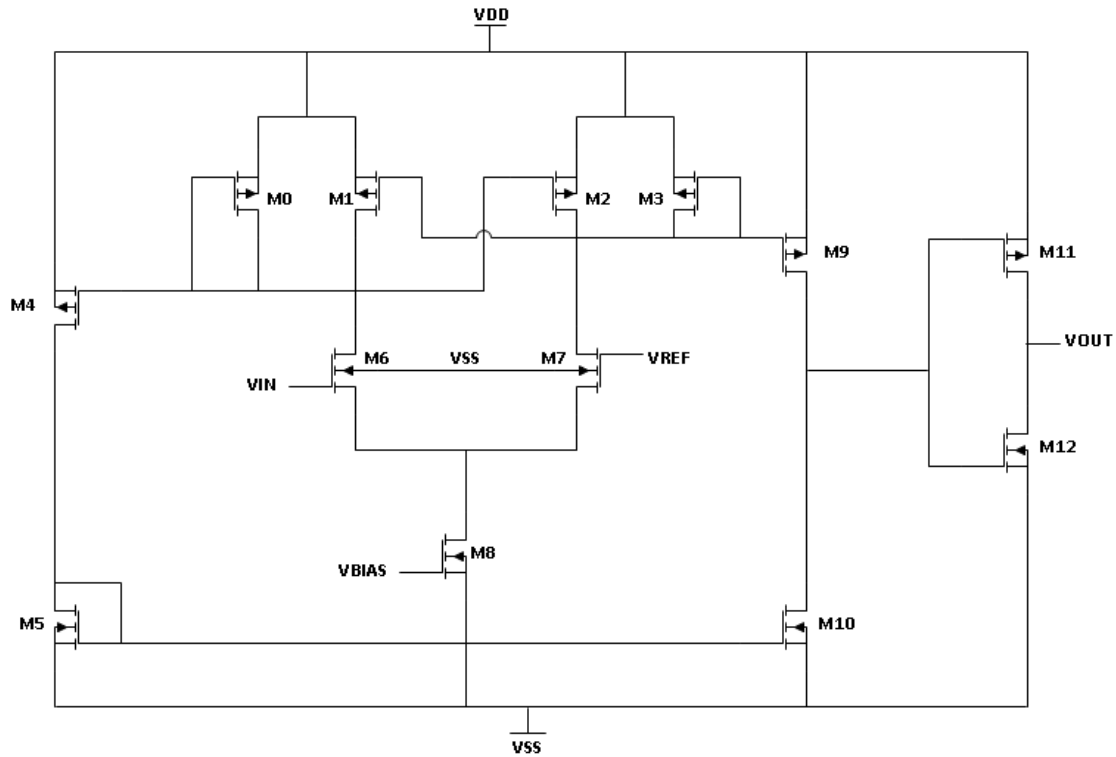 VDD
M0
M1
M2
M3
M9
M11
M4
VOUT
M6
VSS
M7
VREF
VIN
M12
M8
VBIAS
M5
M10
VSS